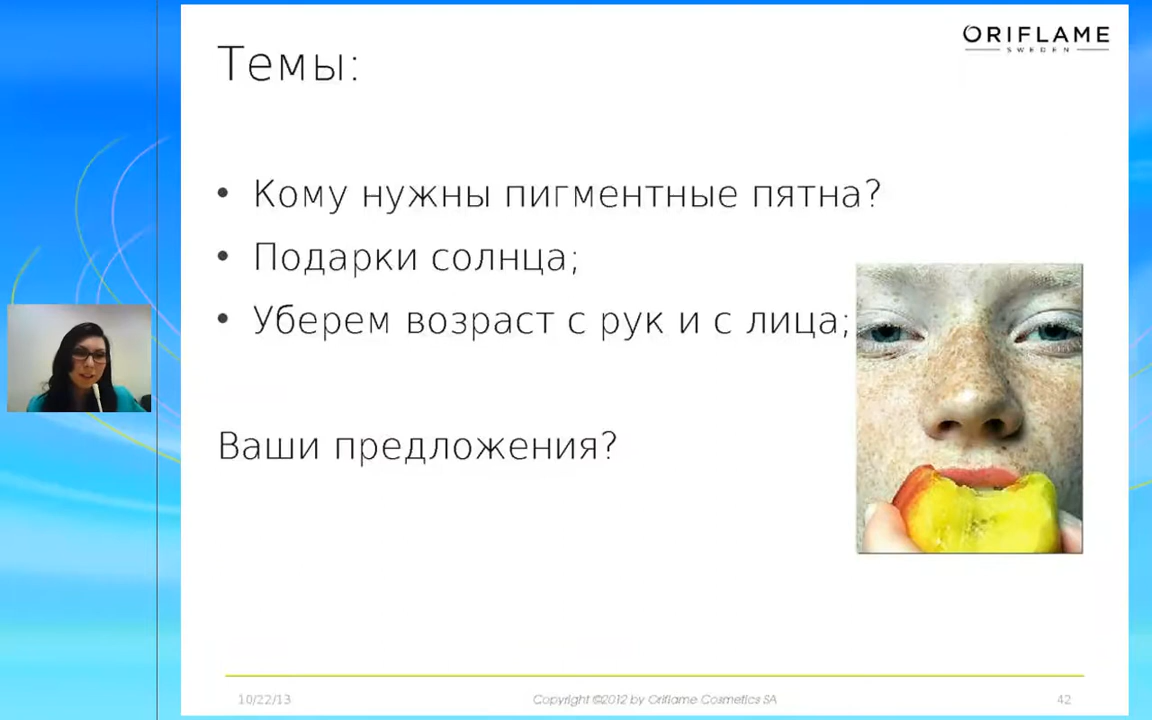 ORIFLAME
SWEDEN
Темы:
• Кому нужны пигментные пятна?
• Подарки солнца;
• Уберем возраст с рук и с лица;
Ваши предложения?
10/22/13
Copyright ©2012 by Oriflame Cosmetics SA
42